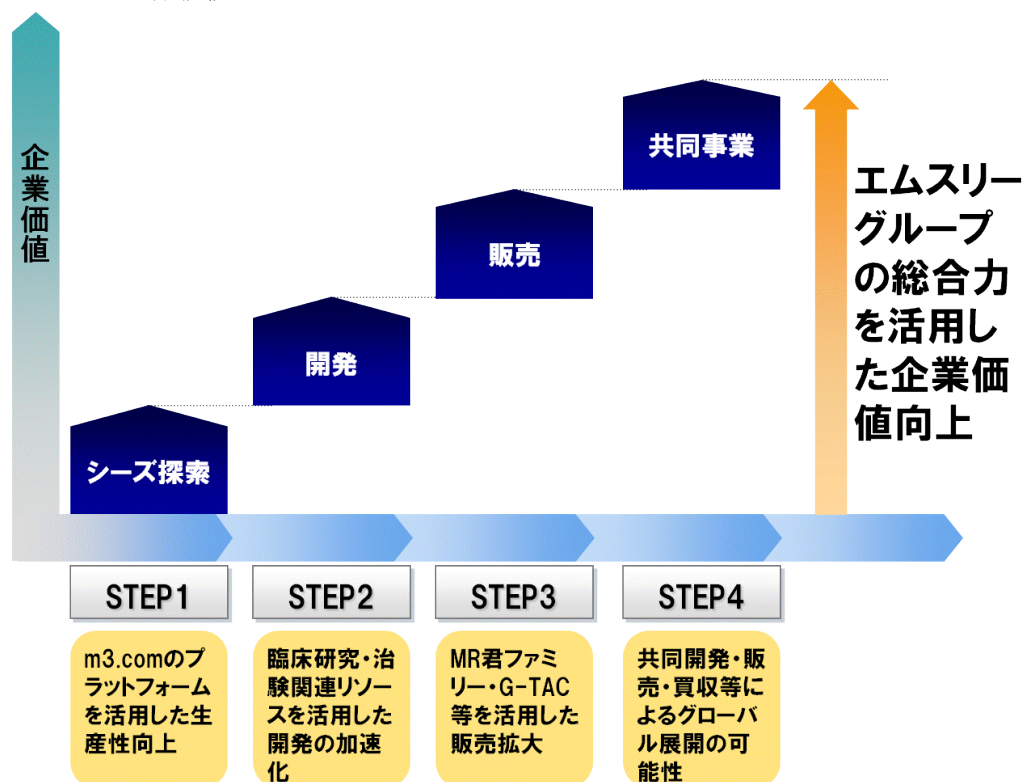 企業価値
共同事業
販売
開発
シーズ探索
エムスリー
グループ
の総合力
を活用し
た企業価
値向上
STEP1
STEP2
STEP3
STEP4
m3.comのプ
ラットフォーム
を活用した生
産性向上
臨床研究・治
験関連リソー
スを活用した
開発の加速
化
MR君ファミ
リー・G-TAC
等を活用した
販売拡大
共同開発・販
売・買収等に
よるグローバ
ル展開の可
能性